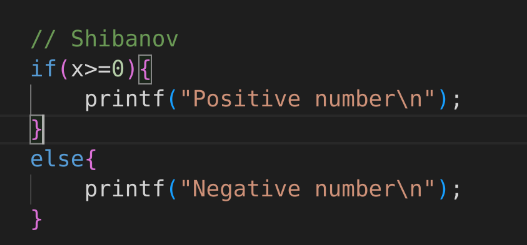 // Shibanov
if(x>=0){
    printf("Positive number\n");
}
else{
    printf("Negative number\n");
}